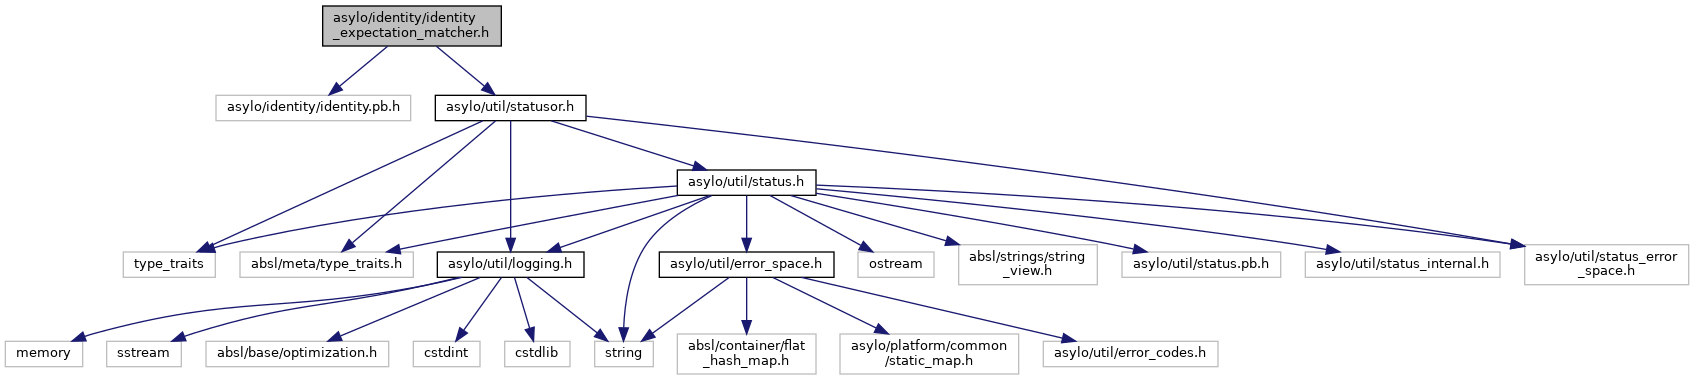 asylo/identity/identity
_expectation_matcher.h
asylo/identity/identity.pb.h
asylo/util/statusor.h
asylo/util/status.h
type_traits
absl/meta/type_traits.h
asylo/util/logging.h
asylo/util/error_space.h
ostream
absl/strings/string
_view.h
asylo/util/status.pb.h
asylo/util/status_internal.h
asylo/util/status_error
_space.h
memory
sstream
absl/base/optimization.h
cstdint
cstdlib
string
absl/container/flat
_hash_map.h
asylo/platform/common
/static_map.h
asylo/util/error_codes.h